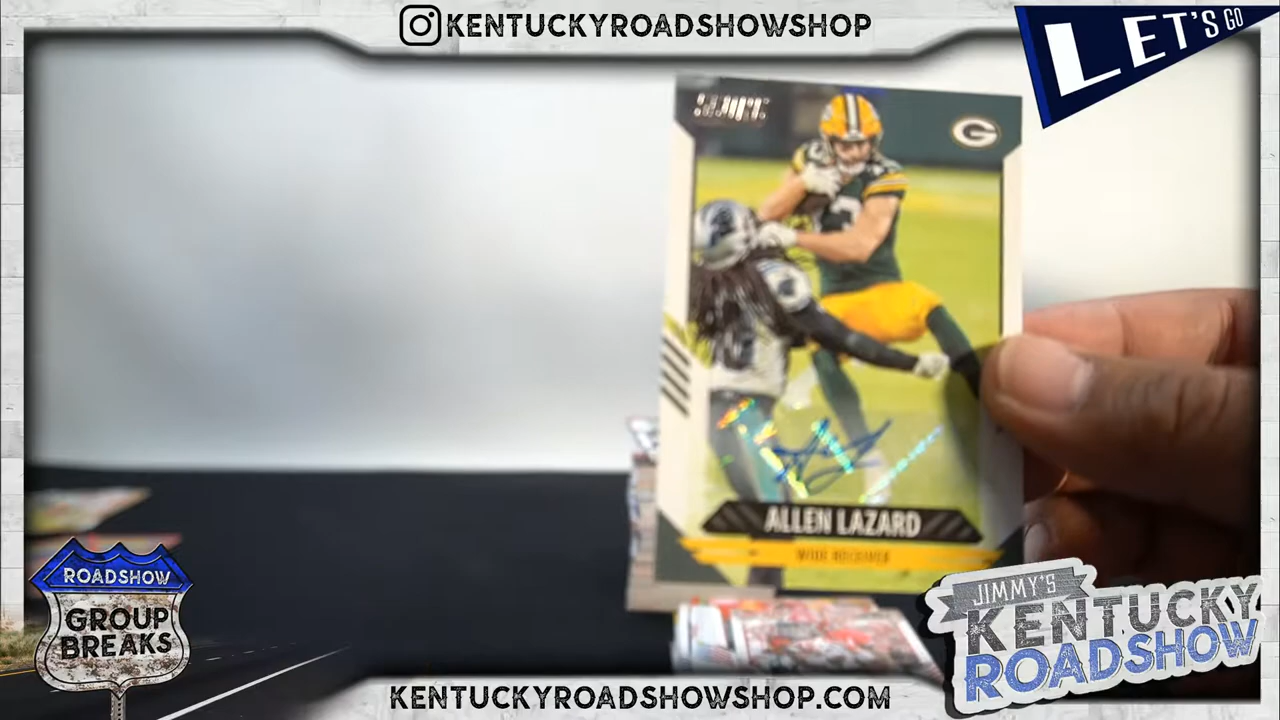 KENTUCKYROADSHOWSHOP
LET'S GO
SCORE
G
ALLEN LAZARD
WIDE RECEIVER
ROADSHOW
GROUP
BREAKS
JIMMY'S
KENTUCKY
ROADSHOW
KENTUCKYROADSHOWSHOP.COM